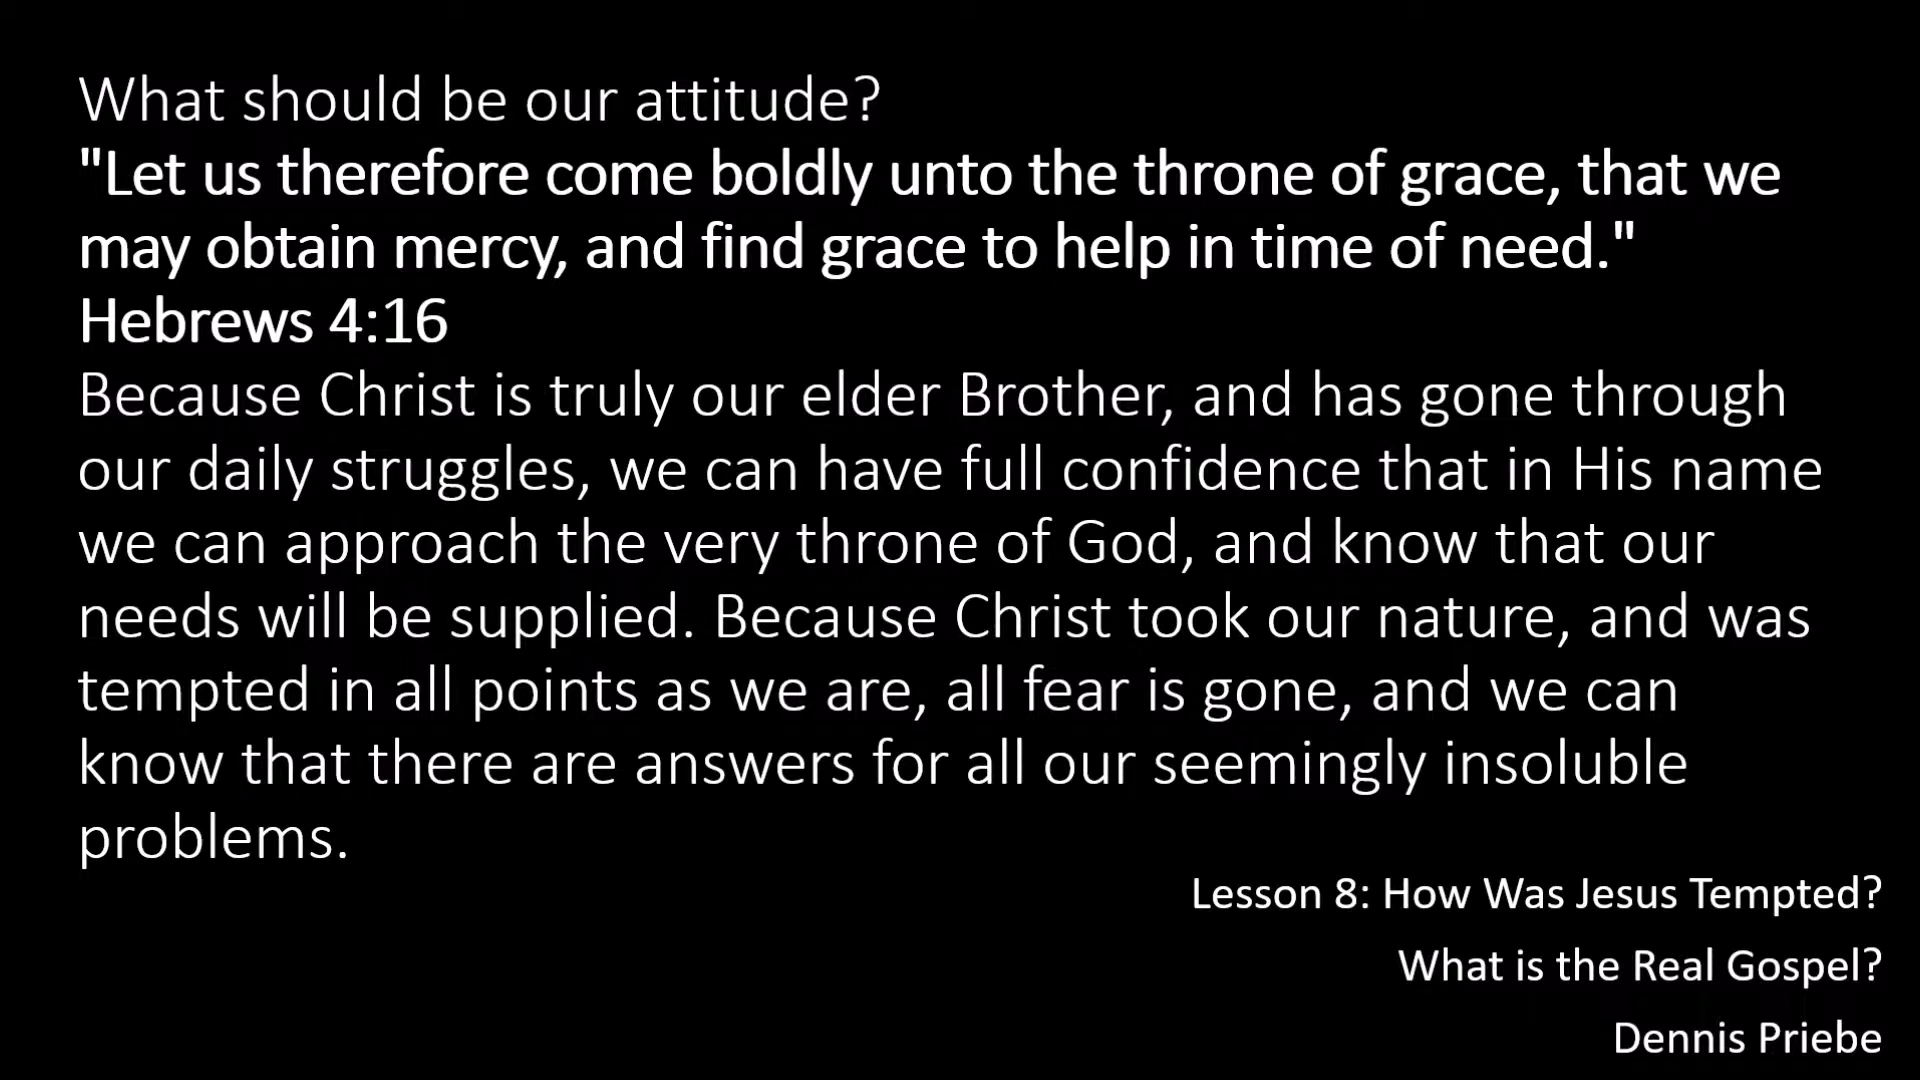 What should be our attitude?
"Let us therefore come boldly unto the throne of grace, that we
may obtain mercy, and find grace to help in time of need."
Hebrews 4:16
Because Christ is truly our elder Brother, and has gone through
our daily struggles, we can have full confidence that in His name
we can approach the very throne of God, and know that our
needs will be supplied. Because Christ took our nature, and was
tempted in all points as we are, all fear is gone, and we can
know that there are answers for all our seemingly insoluble
problems.
Lesson 8: How Was Jesus Tempted?
What is the Real Gospel?
Dennis Priebe